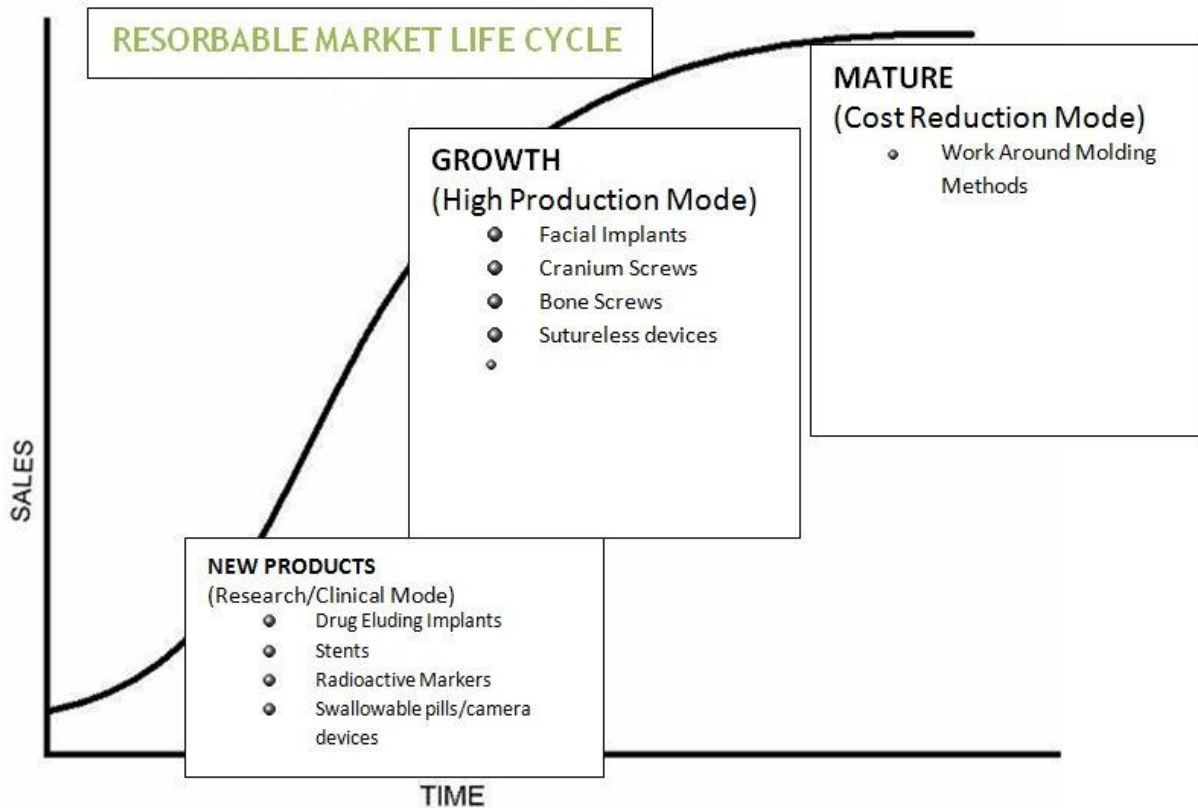 RESORBABLE MARKET LIFE CYCLE
MATURE
(Cost Reduction Mode)
Work Around Molding
Methods
GROWTH
(High Production Mode)
Facial Implants
Cranium Screws
Bone Screws
Sutureless devices
SALES
NEW PRODUCTS
(Research/Clinical Mode)
Drug Eluding Implants
Stents
Radioactive Markers
Swallowable pills/camera
devices
TIME